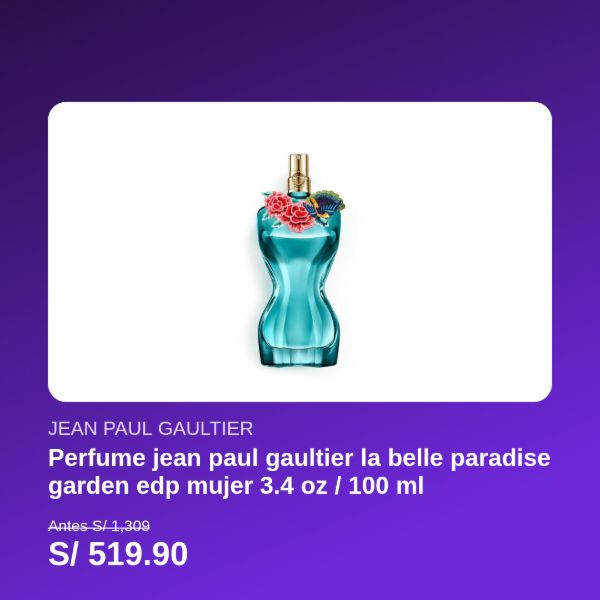 JEAN PAUL GAULTIER
Perfume jean paul gaultier la belle paradise
garden edp mujer 3.4 oz / 100 ml
Antes S/ 1,309
S/ 519.90